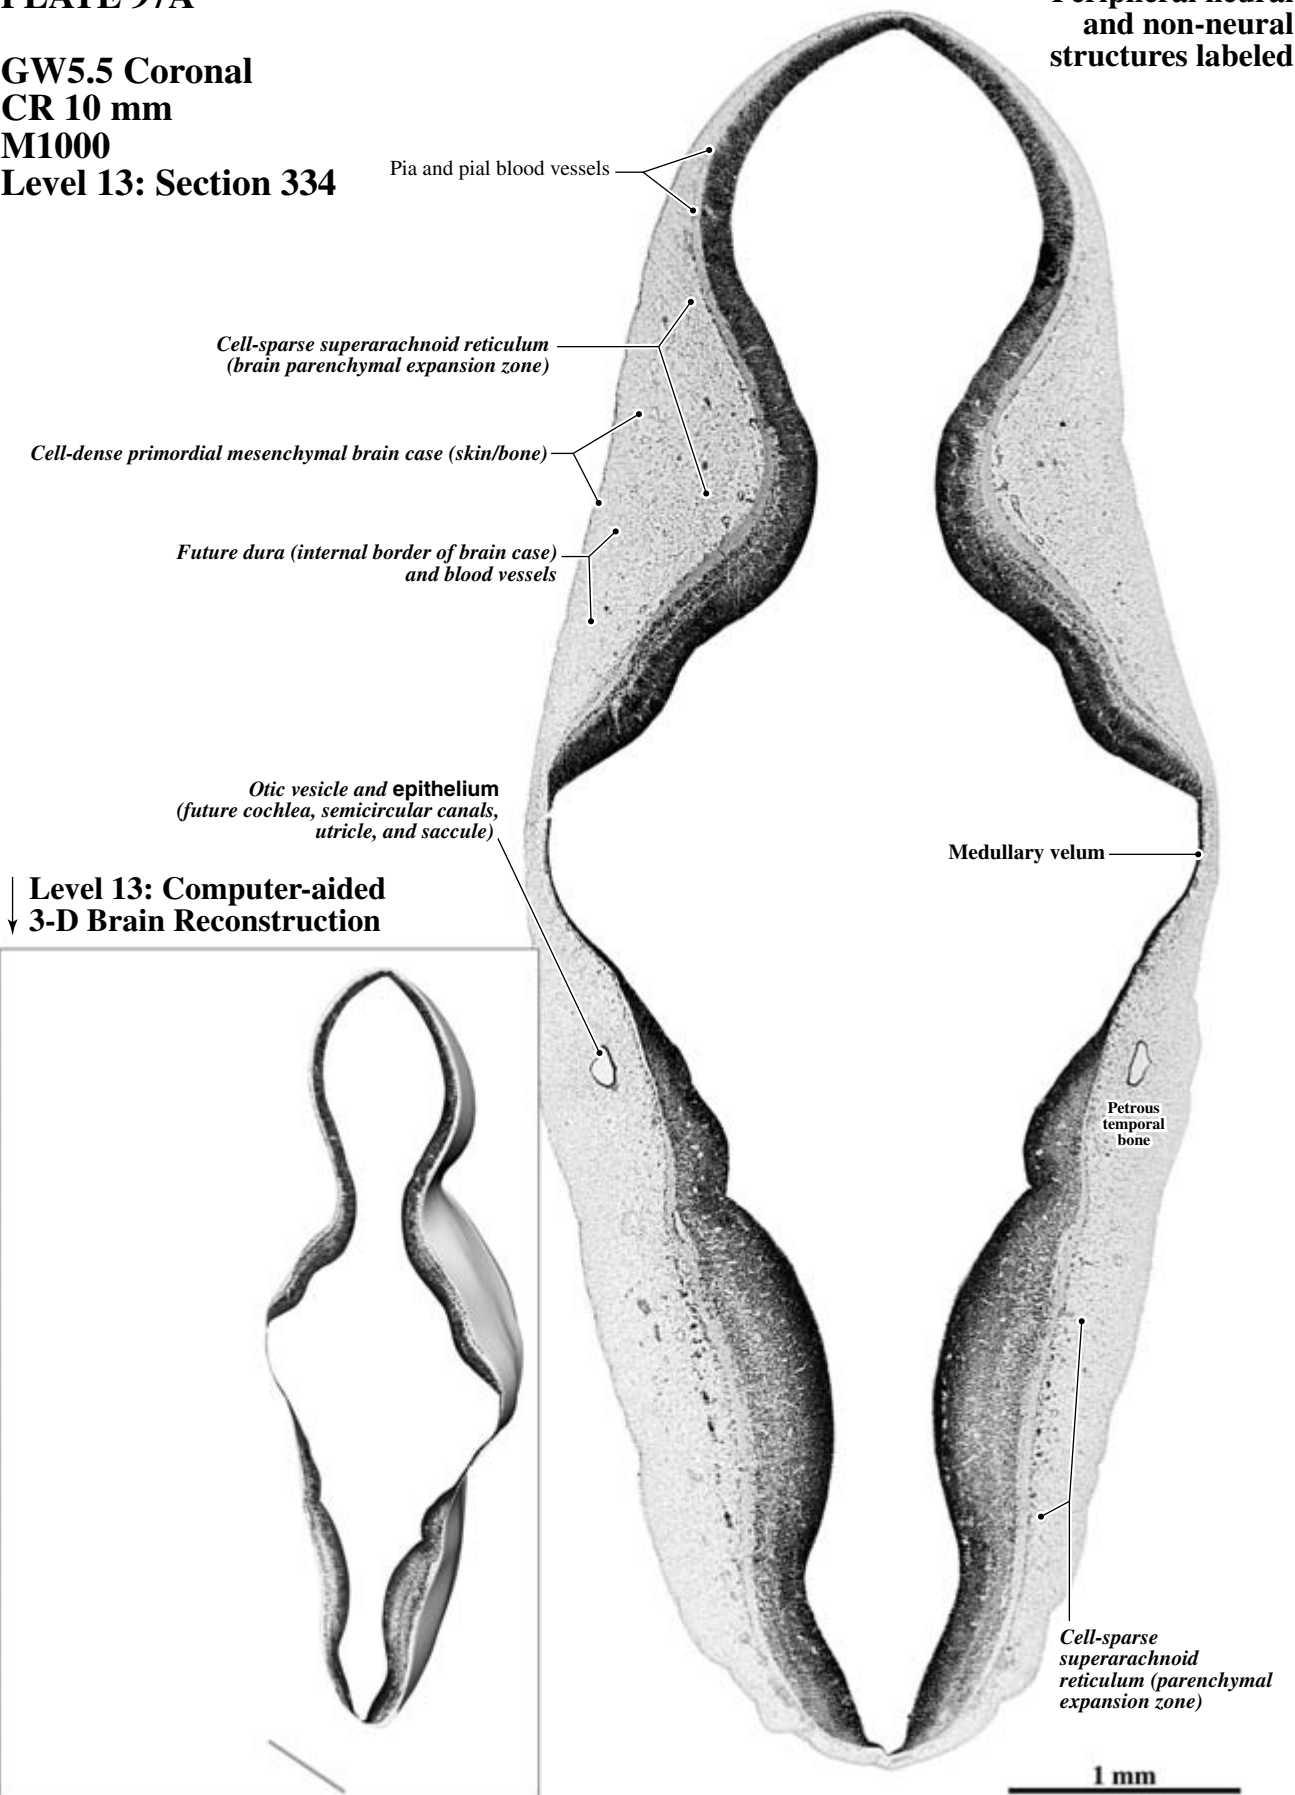 PLATE 97A
GW5.5 Coronal
CR 10 mm
M1000
Level 13: Section 334
Peripheral neural
and non-neural
structures labeled
Pia and pial blood vessels
Cell-sparse superarachnoid reticulum
(brain parenchymal expansion zone)
Cell-dense primordial mesenchymal brain case (skin/bone)
Future dura (internal border of brain case)
and blood vessels
Otic vesicle and epithelium
(future cochlea, semicircular canals,
utricle, and saccule)
Medullary velum
Level 13: Computer-aided
3-D Brain Reconstruction
Petrous
temporal
bone
Cell-sparse
superarachnoid
reticulum (parenchymal
expansion zone)
1 mm